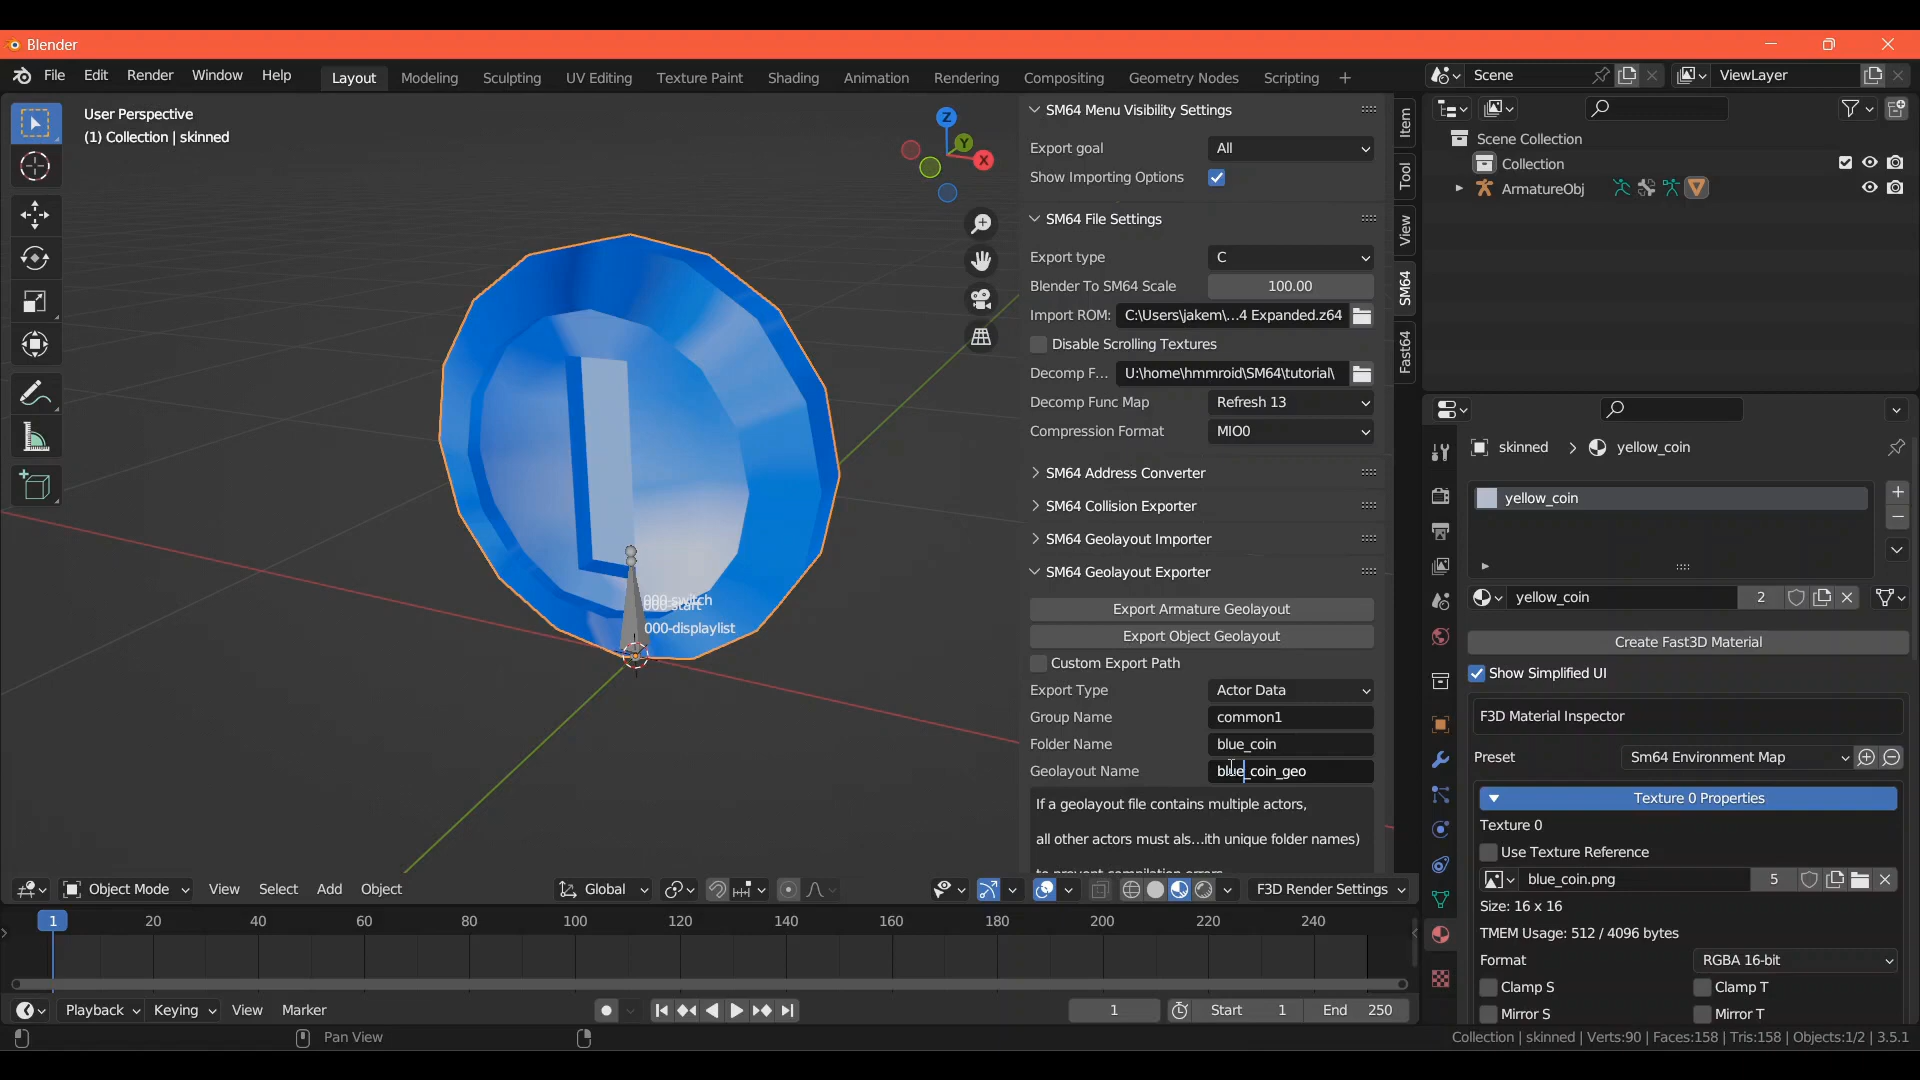 Blender
File Edit Render Window Help
Layout Modeling Sculpting UV Editing Texture Paint Shading Animation Rendering Compositing Geometry Nodes Scripting +
Scene
ViewLayer
User Perspective
(1) Collection | skinned
Z
Y
X
SM64 Menu Visibility Settings
Export goal All
Show Importing Options
SM64 File Settings
Export type C
Blender To SM64 Scale 100.00
Import ROM: C:\Users\jakem\...4 Expanded.z64
Disable Scrolling Textures
Decomp F... U:\home\hmmroid\SM64\tutorial\
Decomp Func Map Refresh 13
Compression Format MIO0
SM64 Address Converter
SM64 Collision Exporter
SM64 Geolayout Importer
SM64 Geolayout Exporter
Export Armature Geolayout
Export Object Geolayout
Custom Export Path
Export Type Actor Data
Group Name common1
Folder Name blue_coin
Geolayout Name blue_coin_geo
If a geolayout file contains multiple actors,
all other actors must als...ith unique folder names)
to prevent compilation errors.
Item
Tool
View
SM64
Fast64
000-switch
000-start
000-displaylist
Scene Collection
Collection
ArmatureObj
skinned > yellow_coin
yellow_coin
yellow_coin 2
Create Fast3D Material
Show Simplified UI
F3D Material Inspector
Preset Sm64 Environment Map
Texture 0 Properties
Texture 0
Use Texture Reference
blue_coin.png 5
Size: 16 x 16
TMEM Usage: 512 / 4096 bytes
Format RGBA 16-bit
Clamp S Clamp T
Mirror S Mirror T
Object Mode View Select Add Object
Global
F3D Render Settings
1 20 40 60 80 100 120 140 160 180 200 220 240
Playback Keying View Marker
1 Start 1 End 250
Pan View
Collection | skinned | Verts:90 | Faces:158 | Tris:158 | Objects:1/2 | 3.5.1